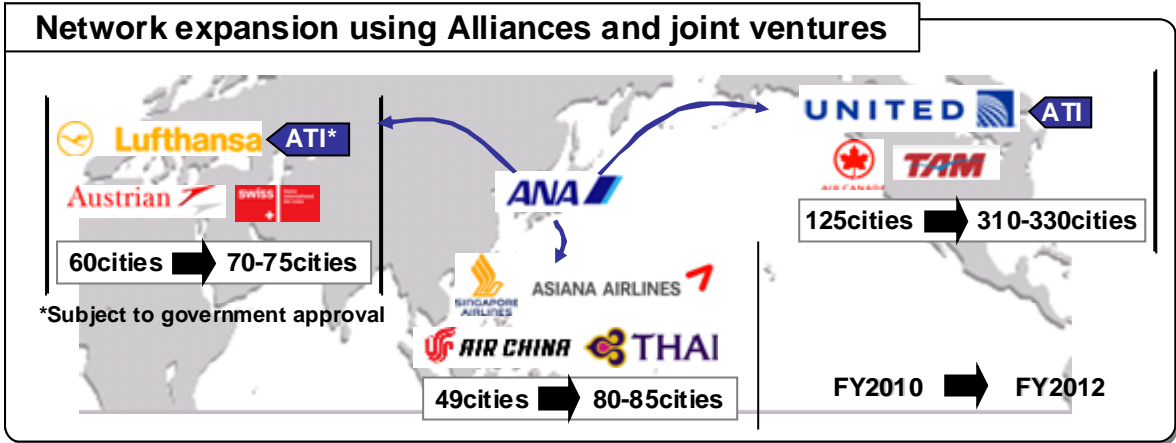 Network expansion using Alliances and joint ventures
Lufthansa
ATI*
Austrian
swiss
60cities 70-75cities
*Subject to government approval
ANA
SINGAPORE
AIRLINES
ASIANA AIRLINES
AIR CHINA
THAI
49cities 80-85cities
UNITED
ATI
AIR CANADA
TAM
125cities 310-330cities
FY2010 FY2012